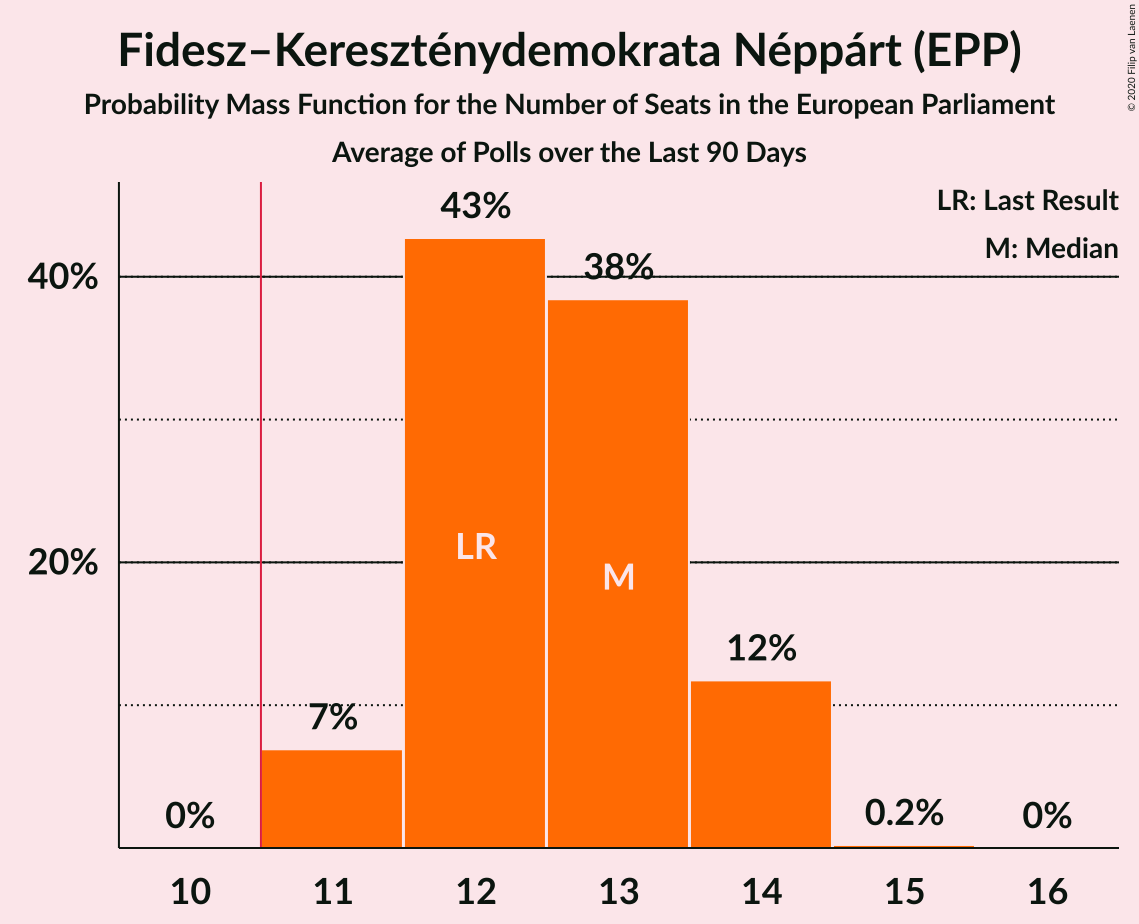 Fidesz–Kereszténydemokrata Néppárt (EPP)
Probability Mass Function for the Number of Seats in the European Parliament
Average of Polls over the Last 90 Days
© 2020 Filip van Laenen
LR: Last Result
M: Median
43%
38%
40%
LR
20%
M
12%
7%
0%
0.2%
0%
10 11 12 13 14 15 16